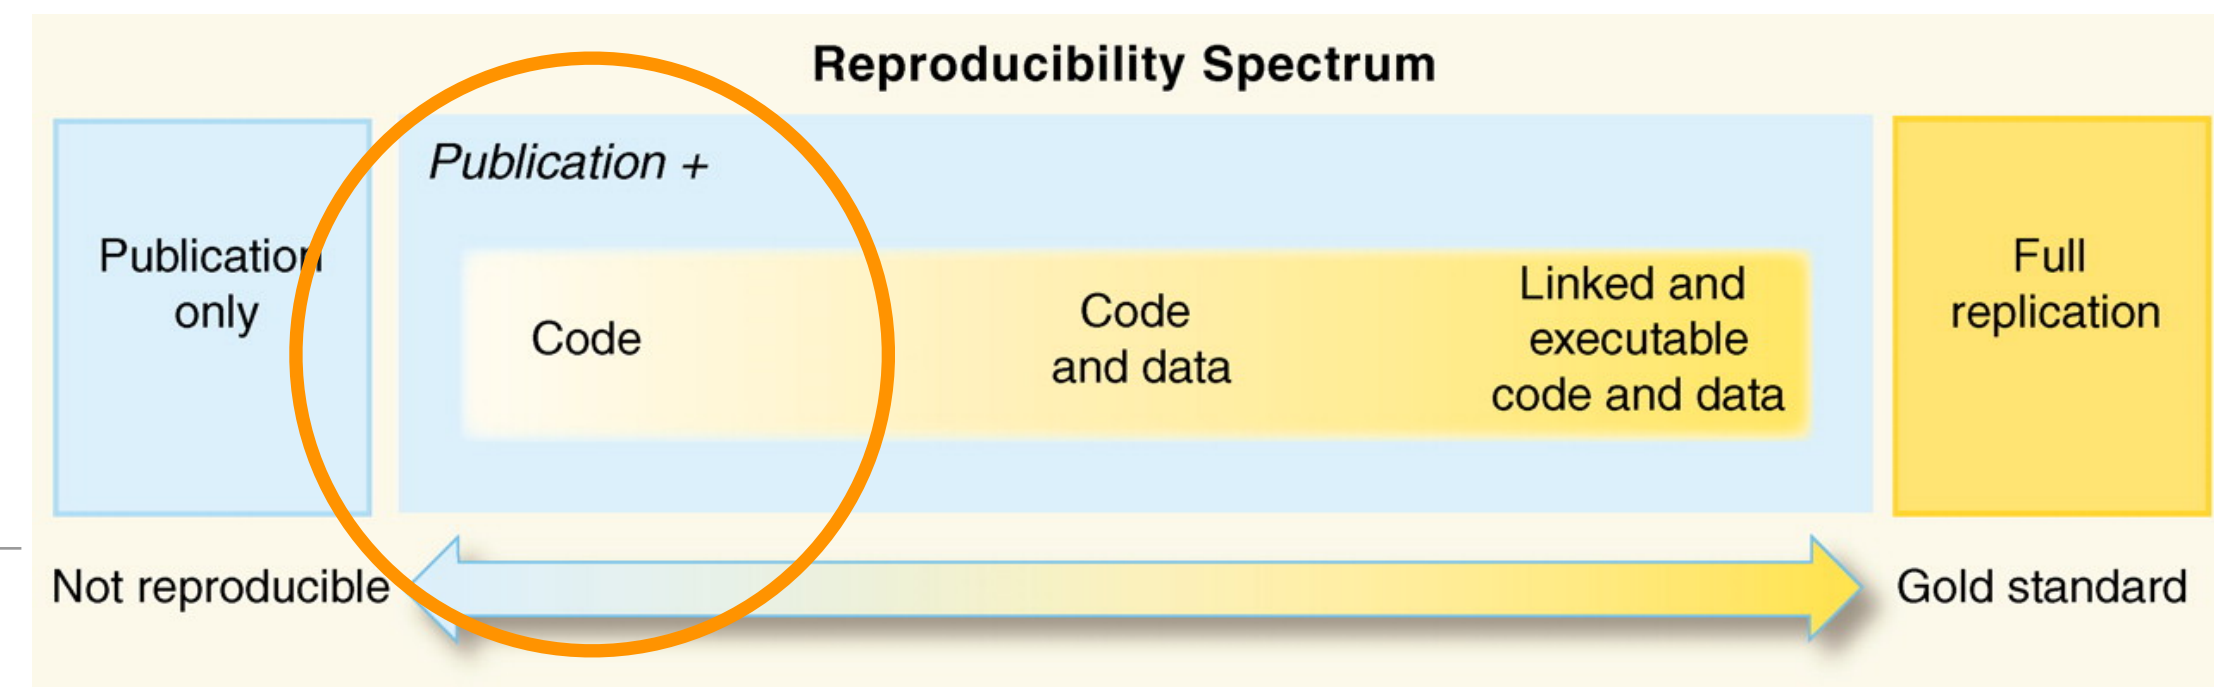 Reproducibility Spectrum
Publication
only
Publication +
Code
Code
and data
Linked and
executable
code and data
Full
replication
Not reproducible
Gold standard